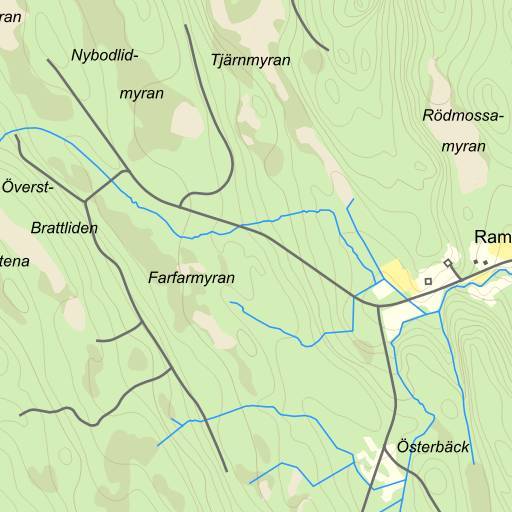 ran
Nybodlid-
myran
Tjärnmyran
Rödmossa-
myran
Överst-
Brattliden
tena
Farfarmyran
Ram
Österbäck